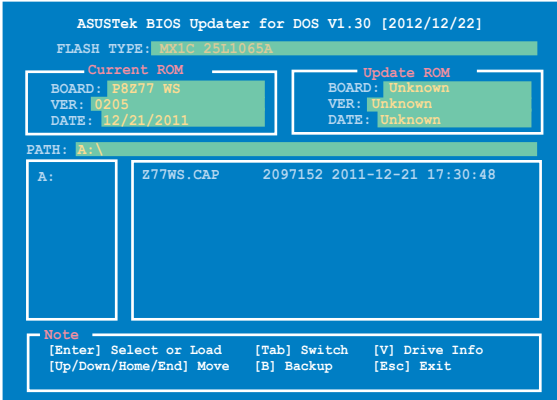 ASUSTek BIOS Updater for DOS V1.30 [2012/12/22]
FLASH TYPE: MX1C 25L1065A
Current ROM
BOARD: P8Z77 WS
VER: 0205
DATE: 12/21/2011
Update ROM
BOARD: Unknown
VER: Unknown
DATE: Unknown
PATH: A:\
A:
Z77WS.CAP 2097152 2011-12-21 17:30:48
Note
[Enter] Select or Load [Tab] Switch [V] Drive Info
[Up/Down/Home/End] Move [B] Backup [Esc] Exit